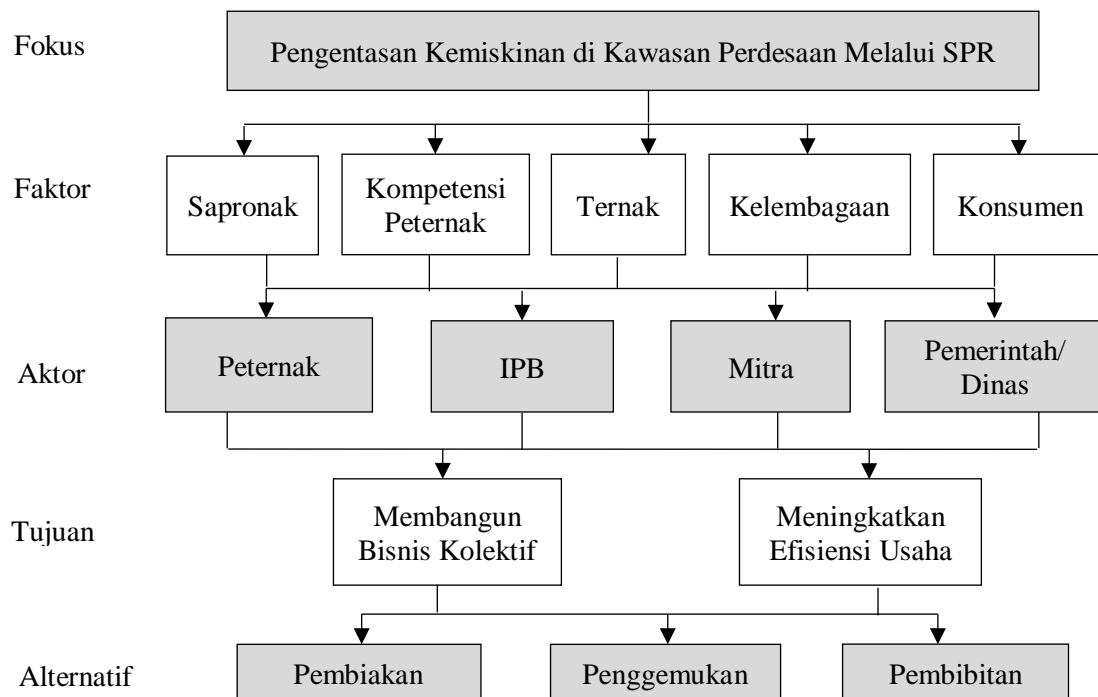 Fokus
Pengentasan Kemiskinan di Kawasan Perdesaan Melalui SPR
Faktor
Sapronak
Kompetensi
Peternak
Ternak
Kelembagaan
Konsumen
Aktor
Peternak
IPB
Mitra
Pemerintah/
Dinas
Tujuan
Membangun
Bisnis Kolektif
Meningkatkan
Efisiensi Usaha
Alternatif
Pembiakan
Penggemukan
Pembibitan